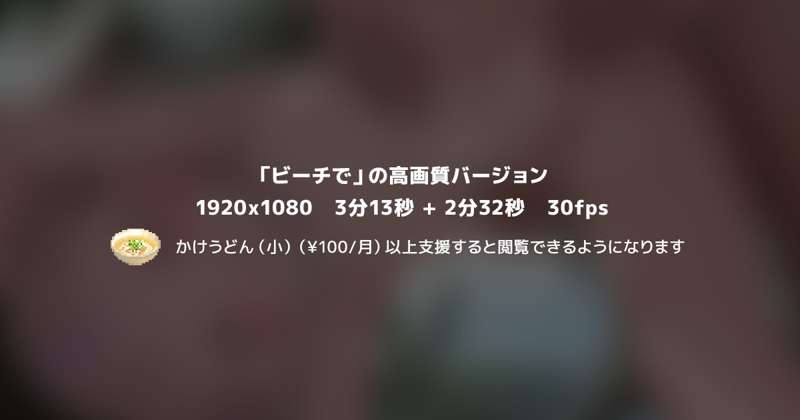 「ビーチで」の高画質バージョン
1920x1080　3分13秒 + 2分32秒　30fps
かけうどん（小）（¥100/月）以上支援すると閲覧できるようになります